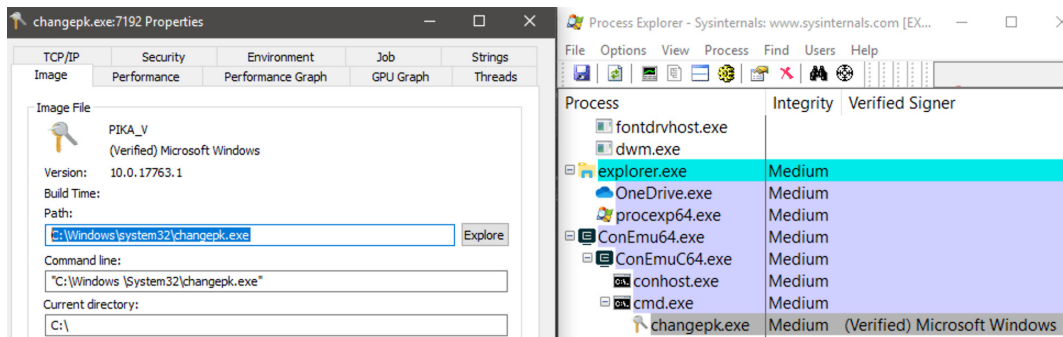 changepk.exe:7192 Properties
TCP/IP Security Environment Job Strings
Image Performance Performance Graph GPU Graph Threads
Image File
PIKA_V
(Verified) Microsoft Windows
Version: 10.0.17763.1
Build Time:
Path:
C:\Windows\system32\changepk.exe Explore
Command line:
"C:\Windows \System32\changepk.exe"
Current directory:
C:\
Process Explorer - Sysinternals: www.sysinternals.com [EX...
File Options View Process Find Users Help
Process Integrity Verified Signer
fontdrvhost.exe
dwm.exe
explorer.exe Medium
OneDrive.exe Medium
procexp64.exe Medium
ConEmu64.exe Medium
ConEmuC64.exe Medium
conhost.exe Medium
cmd.exe Medium
changepk.exe Medium (Verified) Microsoft Windows